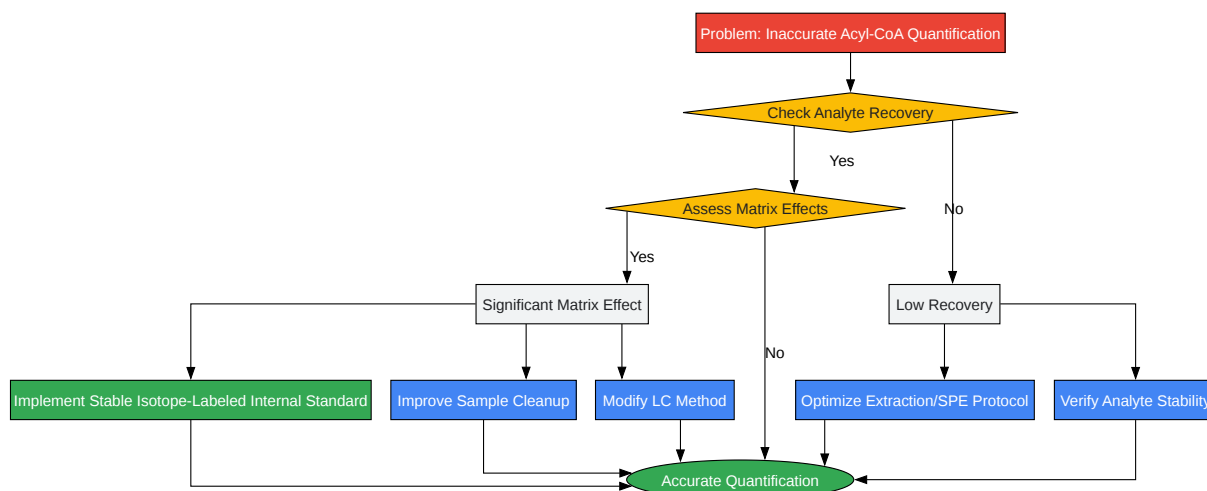 Problem: Inaccurate Acyl-CoA Quantification
Check Analyte Recovery
Yes
Assess Matrix Effects
No
Yes
Significant Matrix Effect
Low Recovery
No
Implement Stable Isotope-Labeled Internal Standard
Improve Sample Cleanup
Modify LC Method
Optimize Extraction/SPE Protocol
Verify Analyte Stability
Accurate Quantification